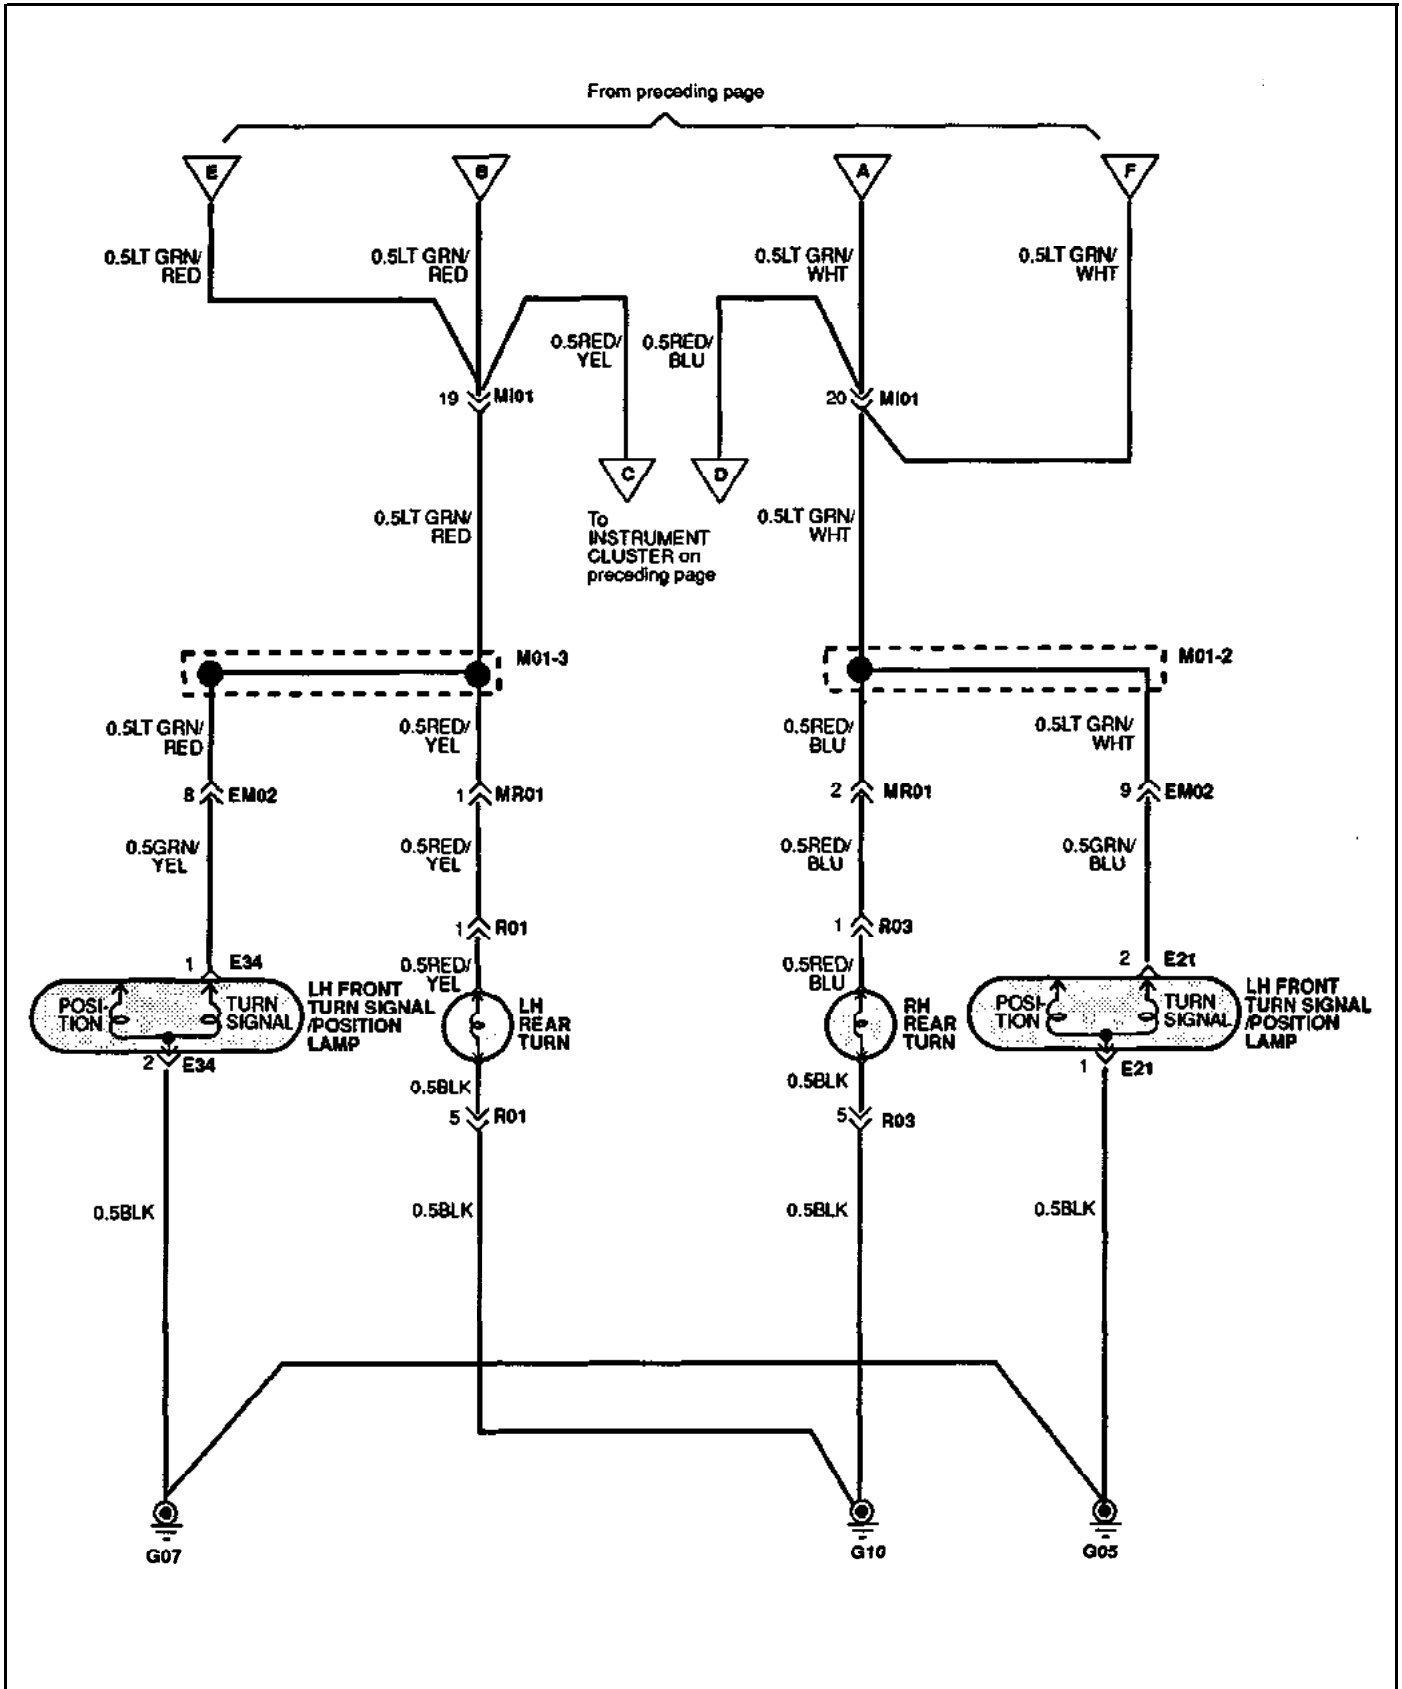 From preceding page
E
B
A
F
0.5LT GRN/
RED
0.5LT GRN/
RED
0.5LT GRN/
WHT
0.5LT GRN/
WHT
0.5RED/
YEL
0.5RED/
BLU
19
MI01
20
MI01
C
D
0.5LT GRN/
RED
To
INSTRUMENT
CLUSTER on
preceding page
0.5LT GRN/
WHT
M01-3
M01-2
0.5LT GRN/
RED
0.5RED/
YEL
0.5RED/
BLU
0.5LT GRN/
WHT
8
EM02
1
MR01
2
MR01
9
EM02
0.5GRN/
YEL
0.5RED/
YEL
0.5RED/
BLU
0.5GRN/
BLU
1
R01
1
R03
1
E34
0.5RED/
YEL
0.5RED/
BLU
2
E21
POSI-
TION
TURN
SIGNAL
LH FRONT
TURN SIGNAL
/POSITION
LAMP
LH
REAR
TURN
RH
REAR
TURN
POSI-
TION
TURN
SIGNAL
LH FRONT
TURN SIGNAL
/POSITION
LAMP
2
E34
0.5BLK
0.5BLK
1
E21
5
R01
5
R03
0.5BLK
0.5BLK
0.5BLK
0.5BLK
G07
G10
G05